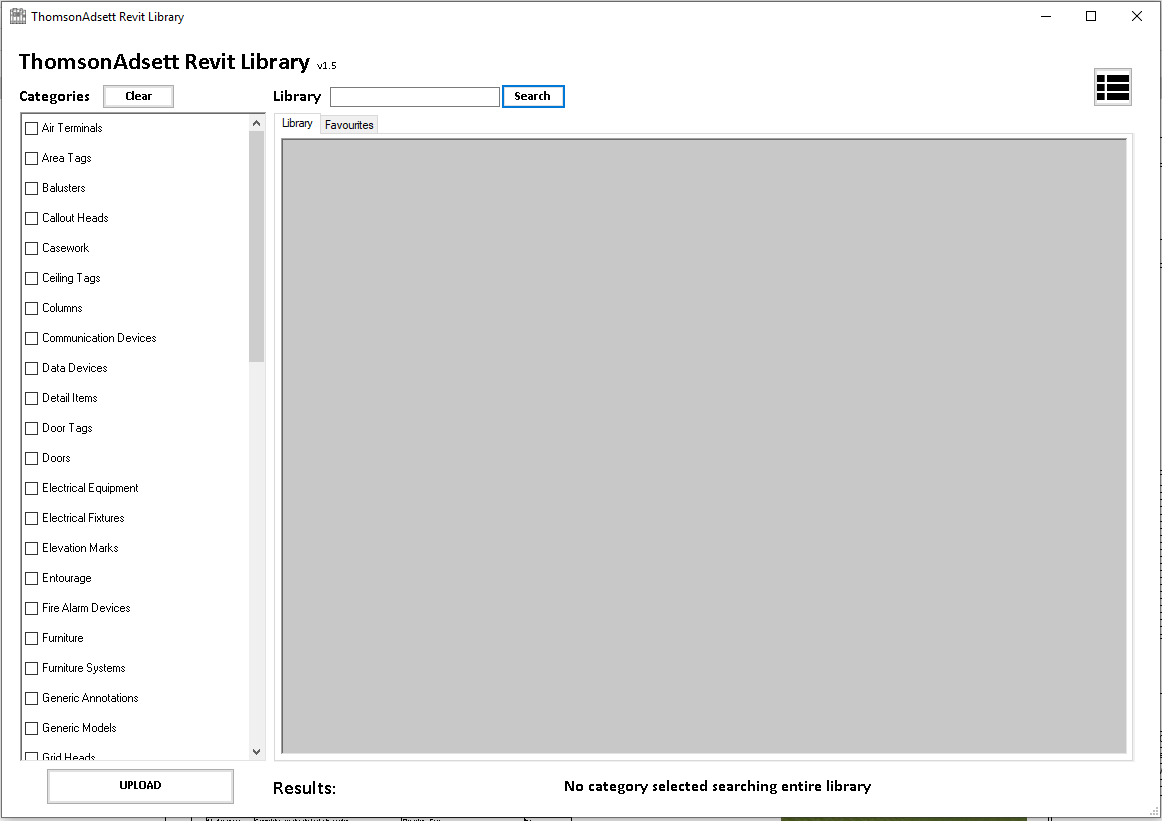 ThomsonAdsett Revit Library
ThomsonAdsett Revit Library v1.5
Categories Clear Library Search
Library Favourites
Air Terminals
Area Tags
Balusters
Callout Heads
Casework
Ceiling Tags
Columns
Communication Devices
Data Devices
Detail Items
Door Tags
Doors
Electrical Equipment
Electrical Fixtures
Elevation Marks
Entourage
Fire Alarm Devices
Furniture
Furniture Systems
Generic Annotations
Generic Models
Grid Heads
UPLOAD
Results: No category selected searching entire library